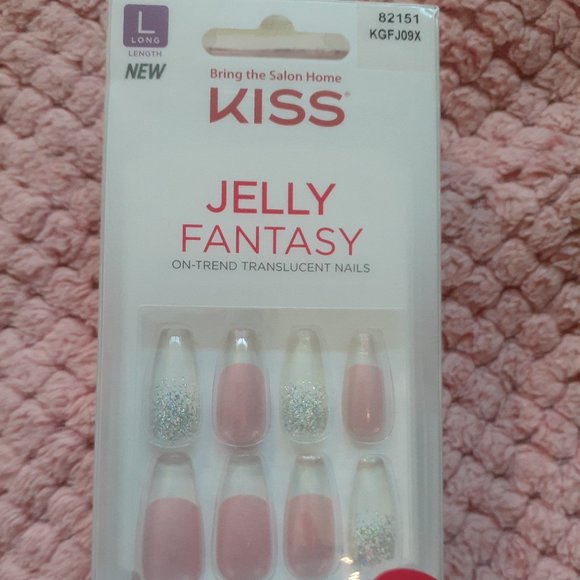 L
LONG
LENGTH
NEW
82151
KGFJ09X
Bring the Salon Home
KISS®
JELLY
FANTASY
ON-TREND TRANSLUCENT NAILS